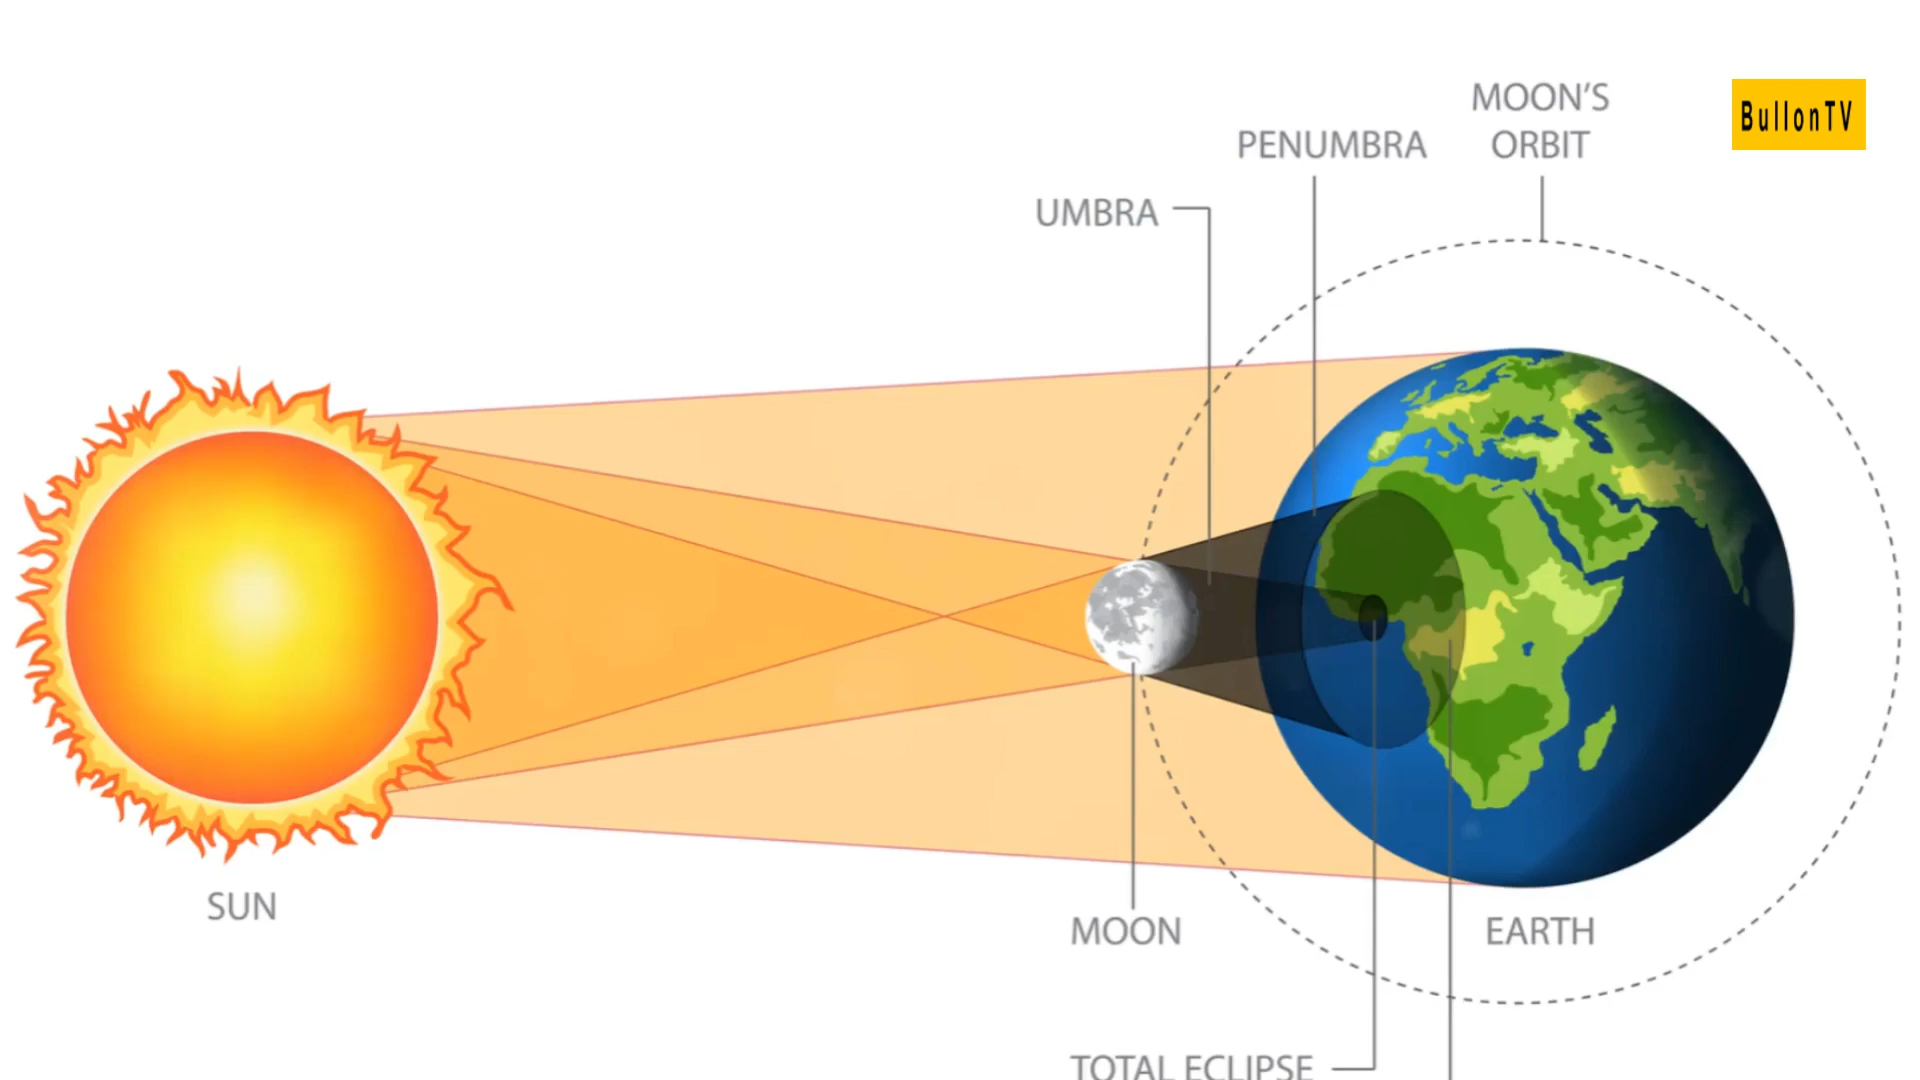 MOON'S
ORBIT
BullonTV
PENUMBRA
UMBRA
SUN
MOON
EARTH
TOTAL ECLIPSE